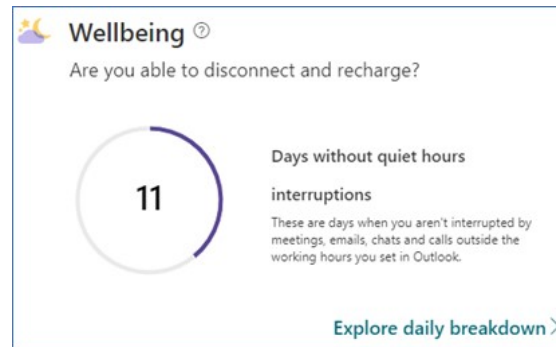 Wellbeing ?
Are you able to disconnect and recharge?
11
Days without quiet hours
interruptions
These are days when you aren't interrupted by
meetings, emails, chats and calls outside the
working hours you set in Outlook.
Explore daily breakdown